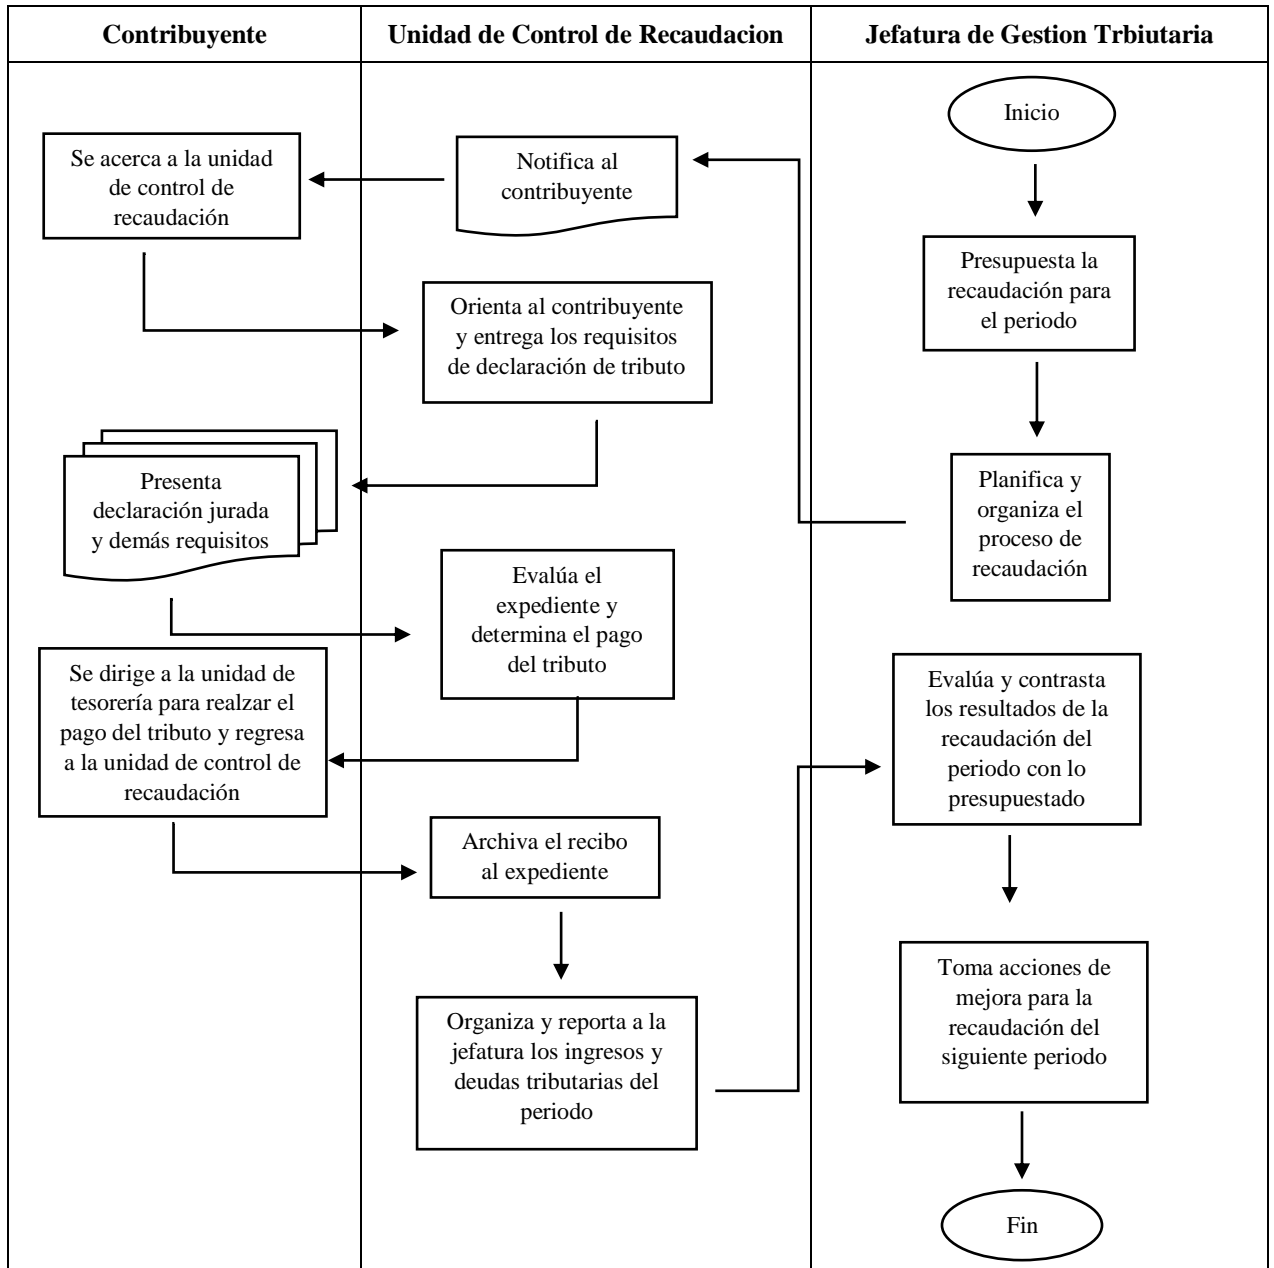 Contribuyente
Unidad de Control de Recaudacion
Jefatura de Gestion Trbiutaria
Inicio
Se acerca a la unidad
de control de
recaudación
Notifica al
contribuyente
Presupuesta la
recaudación para
el periodo
Orienta al contribuyente
y entrega los requisitos
de declaración de tributo
Presenta
declaración jurada
y demás requisitos
Planifica y
organiza el
proceso de
recaudación
Evalúa el
expediente y
determina el pago
del tributo
Se dirige a la unidad de
tesorería para realzar el
pago del tributo y regresa
a la unidad de control de
recaudación
Evalúa y contrasta
los resultados de la
recaudación del
periodo con lo
presupuestado
Archiva el recibo
al expediente
Organiza y reporta a la
jefatura los ingresos y
deudas tributarias del
periodo
Toma acciones de
mejora para la
recaudación del
siguiente periodo
Fin